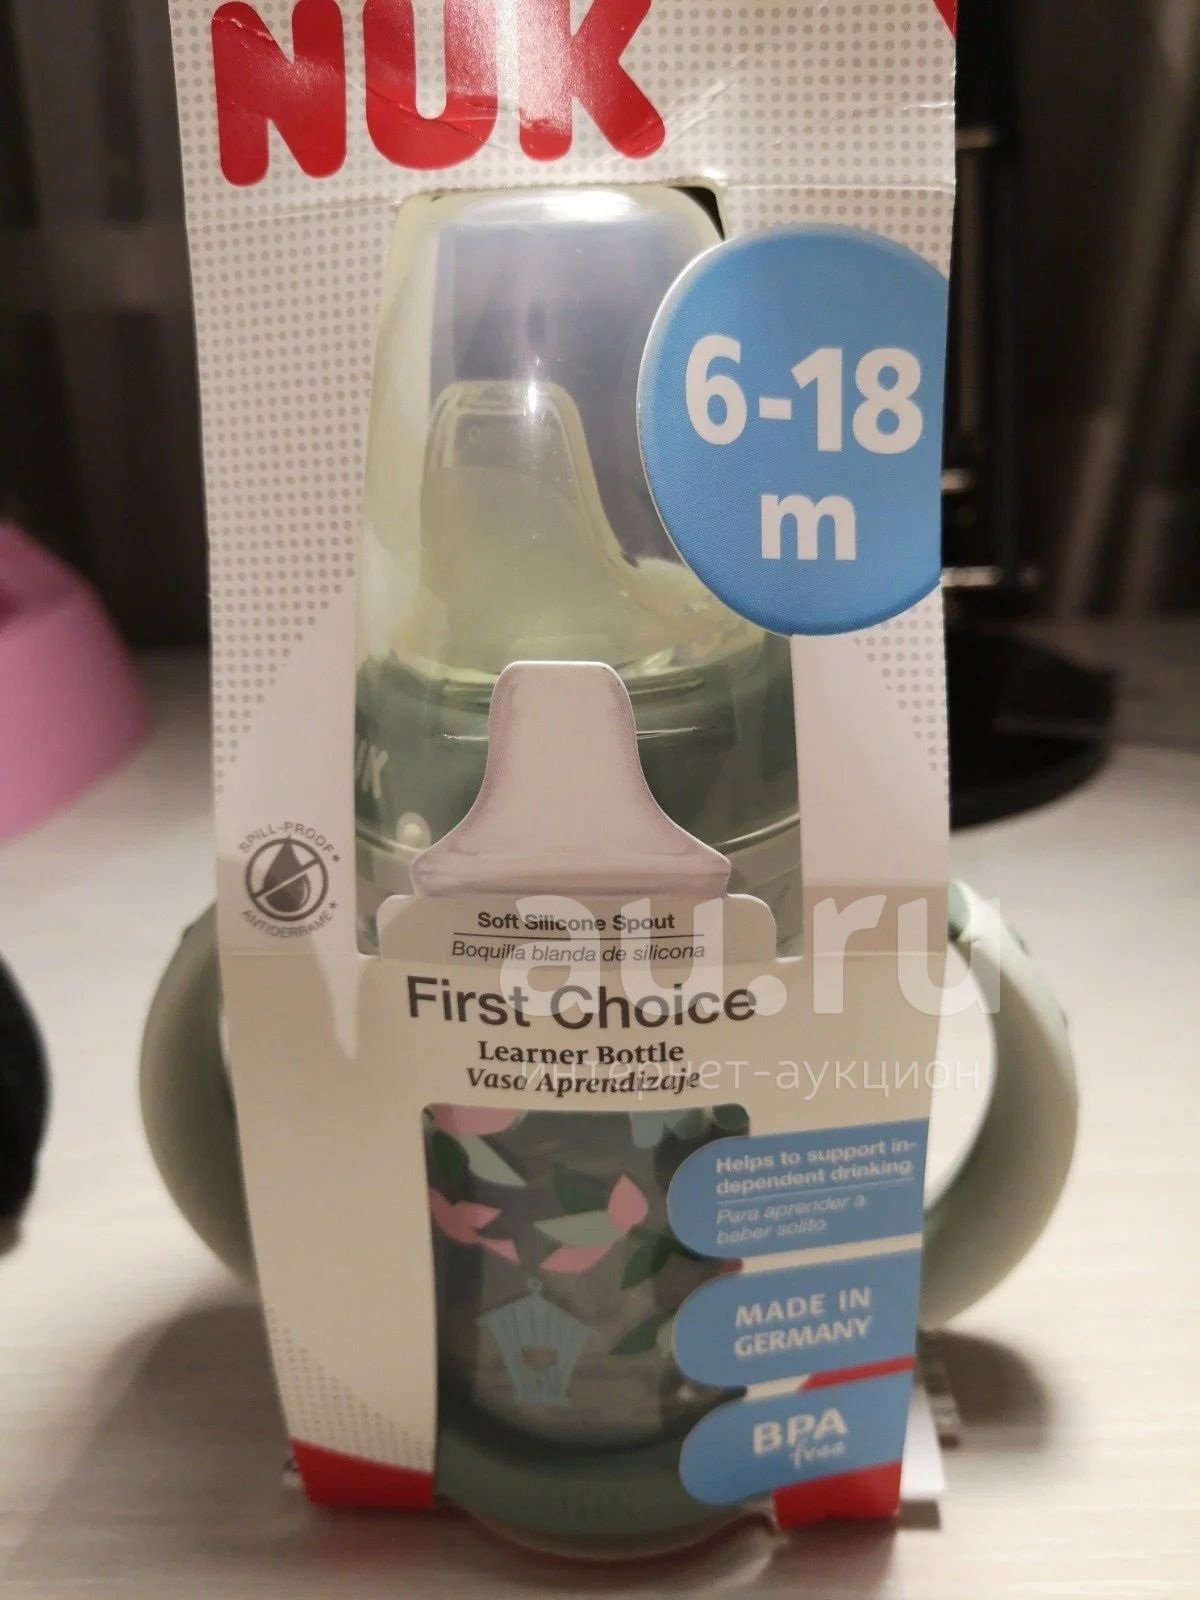 NUK
6-18
m
UK
SPILL-PROOF*
ANTIDERRAME*
Soft Silicone Spout
Boquilla blanda de silicona
au.ru
First Choice
Learner Bottle
интернет-аукцион
Vaso Aprendizaje
Helps to support in-
dependent drinking
Para aprender a
beber solito
MADE IN
GERMANY
BPA
free